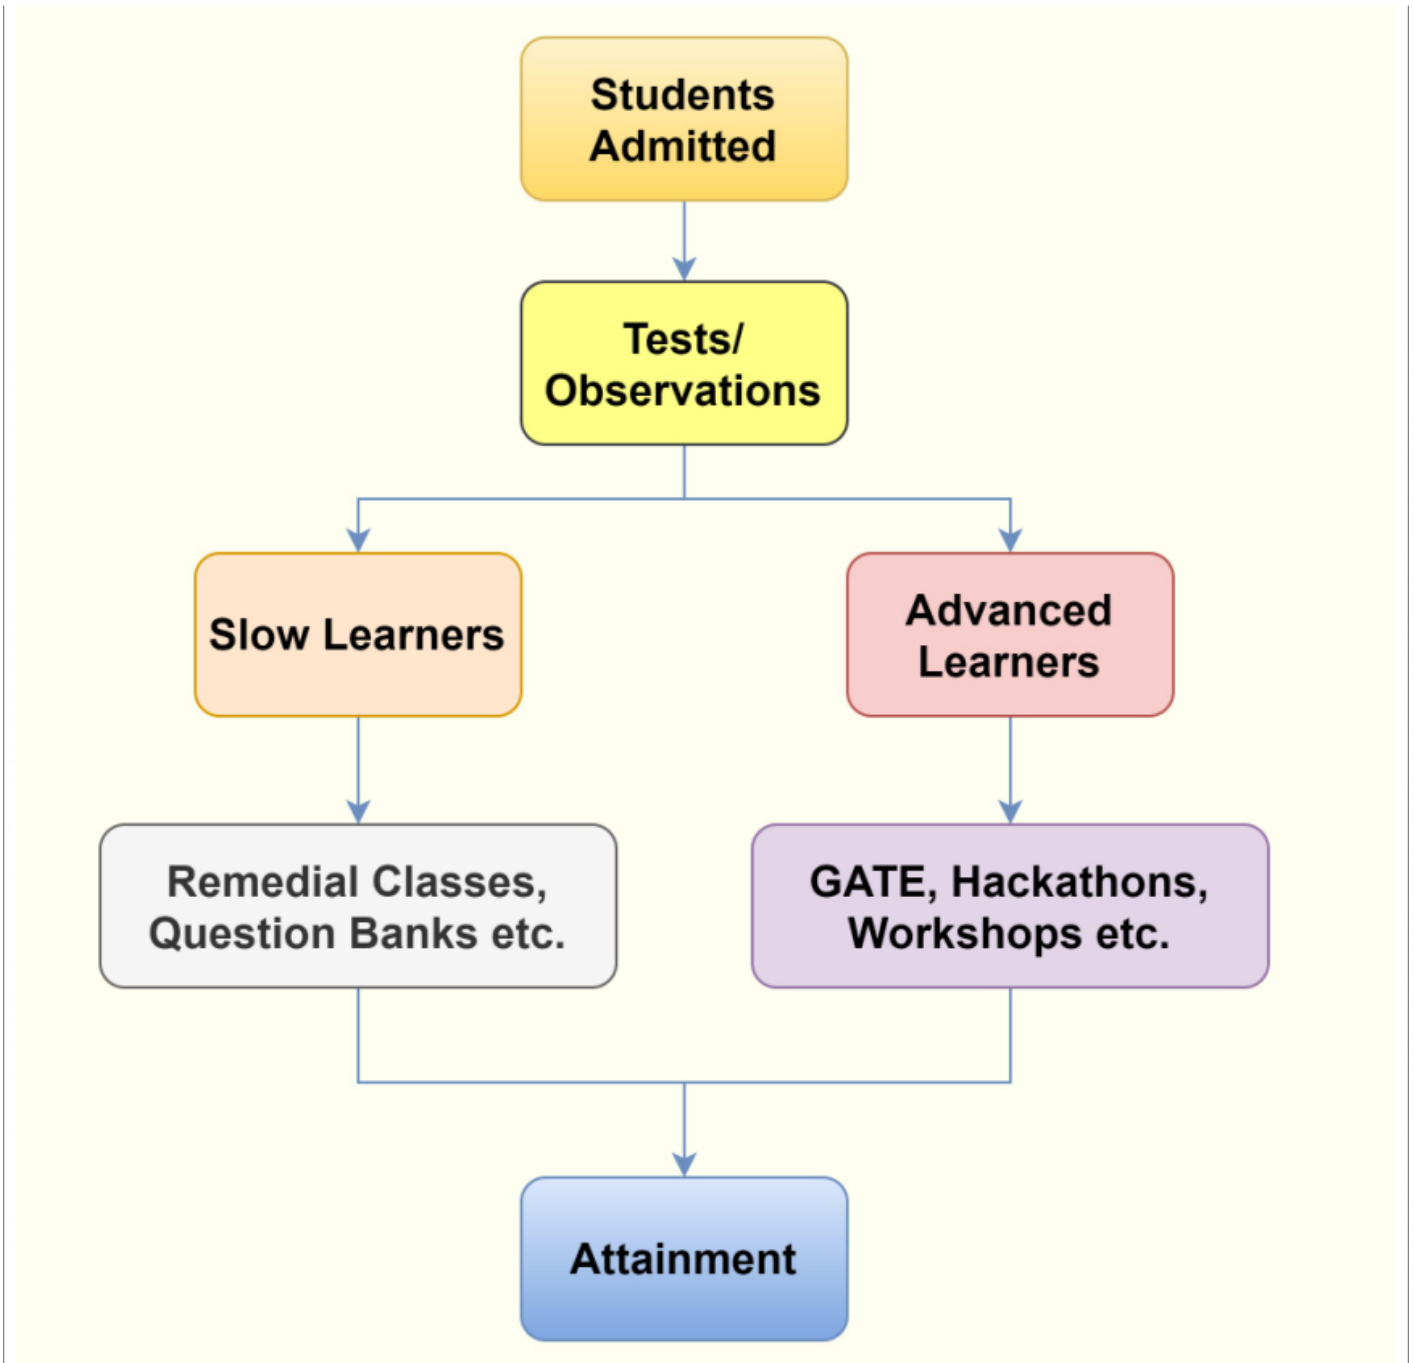 Students
Admitted
Tests/
Observations
Slow Learners
Advanced
Learners
Remedial Classes,
Question Banks etc.
GATE, Hackathons,
Workshops etc.
Attainment